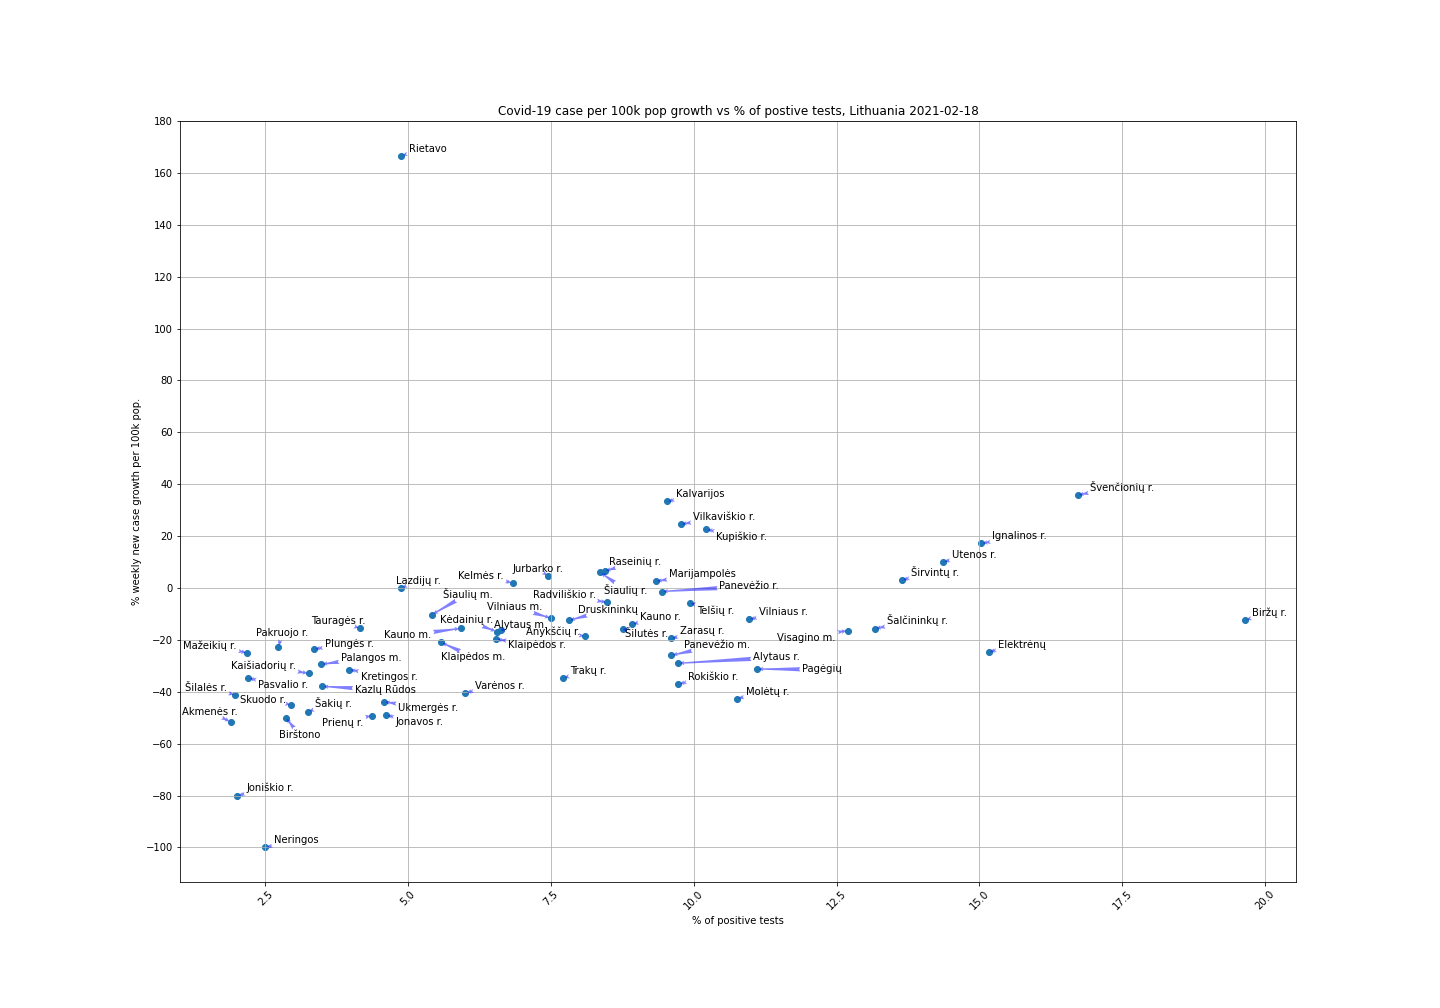 Covid-19 case per 100k pop growth vs % of postive tests, Lithuania 2021-02-18
180
Rietavo
160
140
120
100
80
60
40
Švenčionių r.
Kalvarijos
Vilkaviškio r.
20
Kupiškio r.
Ignalinos r.
Utenos r.
Raseinių r.
Jurbarko r.
Kelmės r.
Marijampolės
Širvintų r.
Lazdijų r.
0
Šiaulių r.
Panevėžio r.
Šiaulių m.
Radviliškio r.
Vilniaus m.
Druskininkų
Telšių r.
Vilniaus r.
Biržų r.
Tauragės r.
Kėdainių r.
Alytaus m.
Kauno r.
Šalčininkų r.
Pakruojo r.
Kauno m.
Anykščių r.
Šilutės r.
Zarasų r.
Visagino m.
−20
Mažeikių r.
Plungės r.
Klaipėdos r.
Panevėžio m.
Elektrėnų
Palangos m.
Klaipėdos m.
Alytaus r.
Kaišiadorių r.
Kretingos r.
Trakų r.
Rokiškio r.
Pagėgių
Šilalės r.
Pasvalio r.
Kazlų Rūdos
Varėnos r.
Molėtų r.
−40
Skuodo r.
Šakių r.
Ukmergės r.
Akmenės r.
Prienų r.
Jonavos r.
Birštono
−60
Joniškio r.
−80
Neringos
−100
% weekly new case growth per 100k pop.
2.5
5.0
7.5
10.0
12.5
15.0
17.5
20.0
% of positive tests